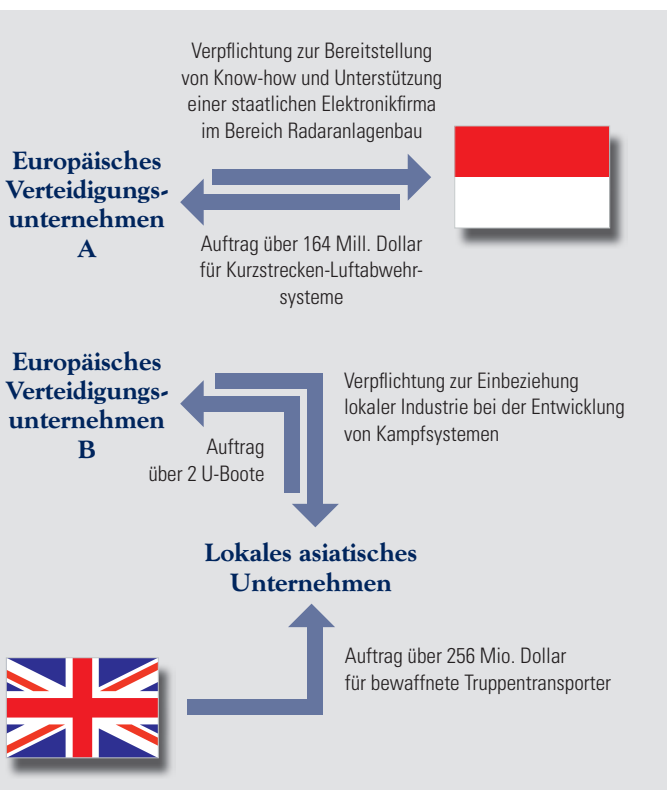 Verpflichtung zur Bereitstellung
von Know-how und Unterstützung
einer staatlichen Elektronikfirma
im Bereich Radaranlagenbau
Europäisches
Verteidigungs-
unternehmen
A
Auftrag über 164 Mill. Dollar
für Kurzstrecken-Luftabwehr-
systeme
Europäisches
Verteidigungs-
unternehmen
B
Verpflichtung zur Einbeziehung
lokaler Industrie bei der Entwicklung
von Kampfsystemen
Auftrag
über 2 U-Boote
Lokales asiatisches
Unternehmen
Auftrag über 256 Mio. Dollar
für bewaffnete Truppentransporter